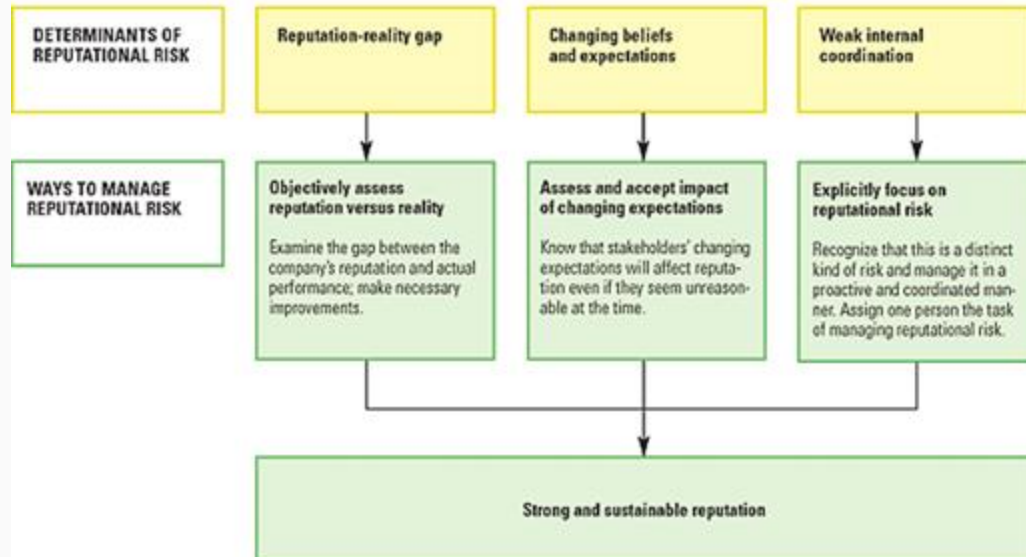 DETERMINANTS OF
REPUTATIONAL RISK
Reputation-reality gap
Changing beliefs
and expectations
Weak internal
coordination
WAYS TO MANAGE
REPUTATIONAL RISK
Objectively assess
reputation versus reality
Examine the gap between the
company's reputation and actual
performance; make necessary
improvements.
Assess and accept impact
of changing expectations
Know that stakeholders' changing
expectations will affect reputa-
tion even if they seem unreason-
able at the time.
Explicitly focus on
reputational risk
Recognize that this is a distinct
kind of risk and manage it in a
proactive and coordinated man-
ner. Assign one person the task
of managing reputational risk.
Strong and sustainable reputation